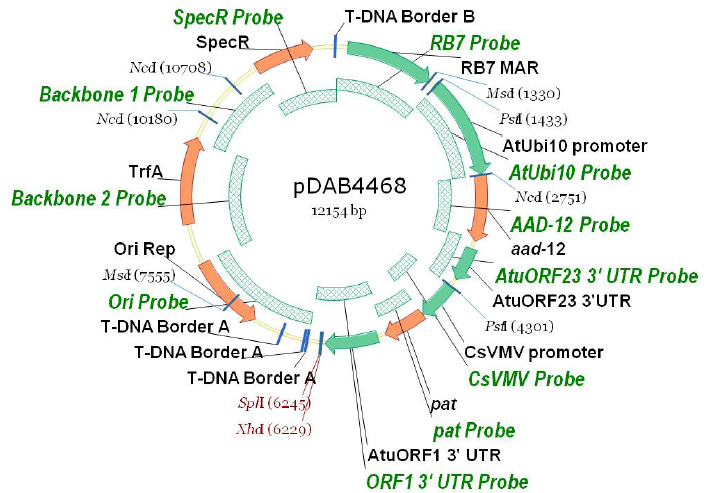 SpecR Probe
T-DNA Border B
SpecR
RB7 Probe
RB7 MAR
NcoI (10708)
MscI (1330)
Backbone 1 Probe
PstI (1433)
NcoI (10180)
AtUbi10 promoter
TrfA
AtUbi10 Probe
pDAB4468
12154 bp
NcoI (2751)
Backbone 2 Probe
AAD-12 Probe
aad-12
Ori Rep
AtuORF23 3' UTR Probe
MscI (7555)
AtuORF23 3'UTR
Ori Probe
PstI (4301)
T-DNA Border A
T-DNA Border A
CsVMV promoter
T-DNA Border A
CsVMV Probe
SphI (6245)
pat
XhoI (6229)
pat Probe
AtuORF1 3' UTR
ORF1 3' UTR Probe